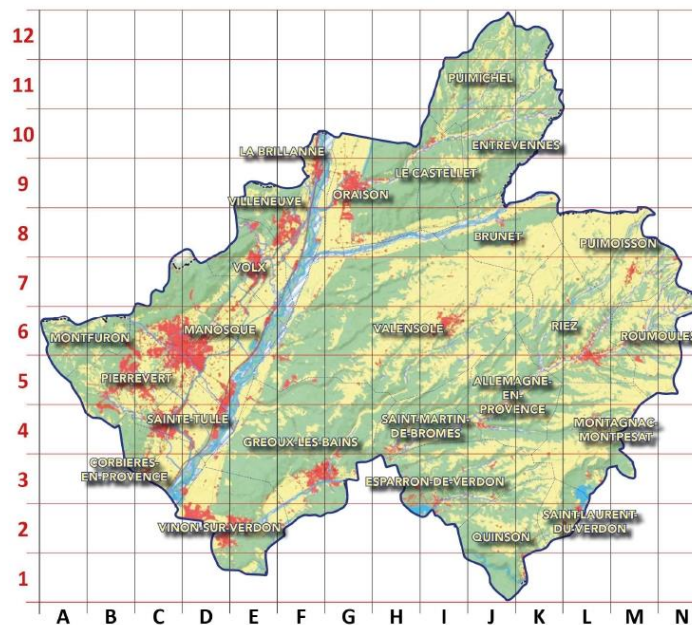 12
11
PUIMICHEL
10
LA BRILLANNE
ENTREVENNES
9
LE CASTELLET
ORAISON
VILLENEUVE
8
BRUNET
PUIMOISSON
7
VOLX
6
MONTFURON
MANOSQUE
VALENSOLE
RIEZ
ROUMOULES
5
PIERREVERT
ALLEMAGNE-
EN-
PROVENCE
4
SAINTE-TULLE
SAINT-MARTIN
DE-BROMES
MONTAGNAC
MONTPESAT
GREOUX-LES-BAINS
3
CORBIERES-
EN-PROVENCE
ESPARRON-DE-VERDON
2
VINON-SUR-VERDON
SAINT-LAURENT-
DU-VERDON
QUINSON
1
A B C D E F G H I J K L M N